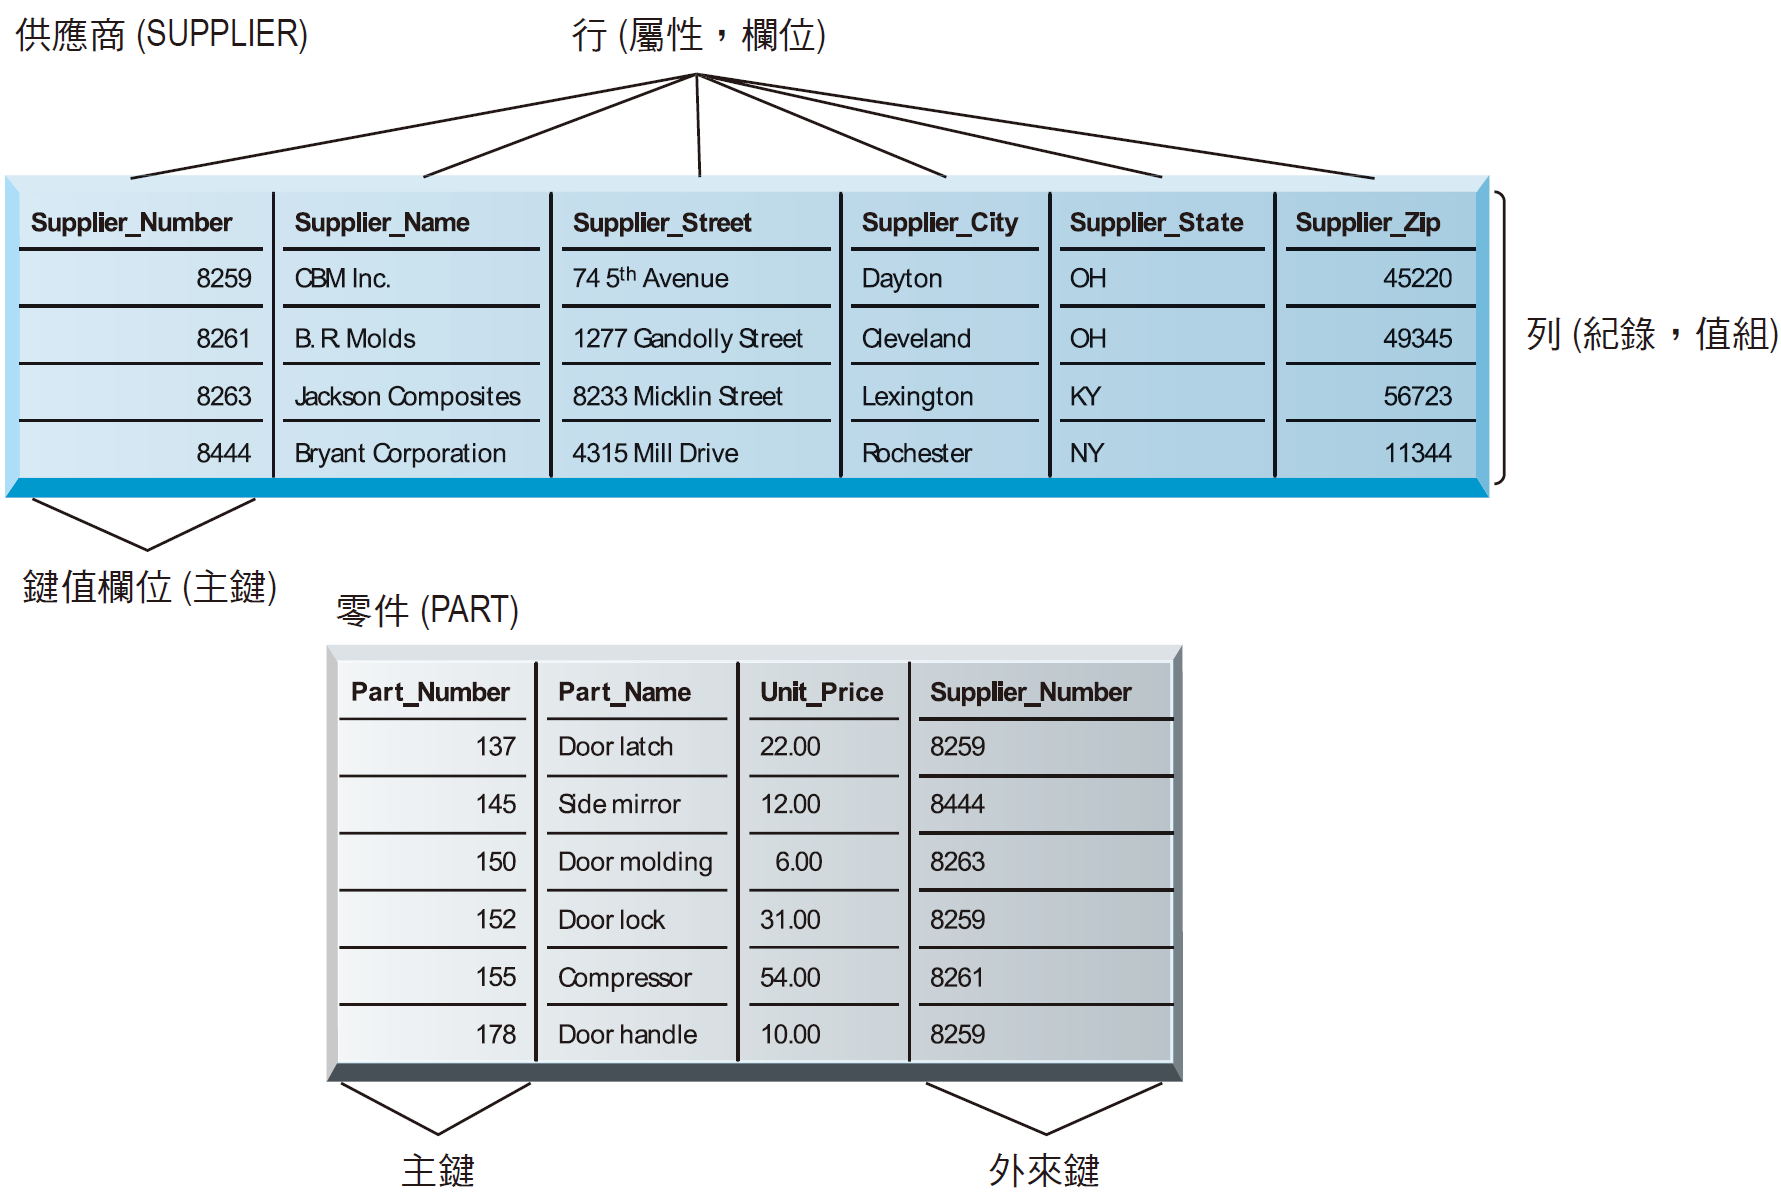 供應商 (SUPPLIER)
行 (屬性，欄位)
Supplier_Number Supplier_Name Supplier_Street Supplier_City Supplier_State Supplier_Zip
8259 CBM Inc. 74 5th Avenue Dayton OH 45220
8261 B. R. Molds 1277 Gandolly Street Cleveland OH 49345
8263 Jackson Composites 8233 Micklin Street Lexington KY 56723
8444 Bryant Corporation 4315 Mill Drive Rochester NY 11344
列 (紀錄，值組)
鍵值欄位 (主鍵)
零件 (PART)
Part_Number Part_Name Unit_Price Supplier_Number
137 Door latch 22.00 8259
145 Side mirror 12.00 8444
150 Door molding 6.00 8263
152 Door lock 31.00 8259
155 Compressor 54.00 8261
178 Door handle 10.00 8259
主鍵
外來鍵